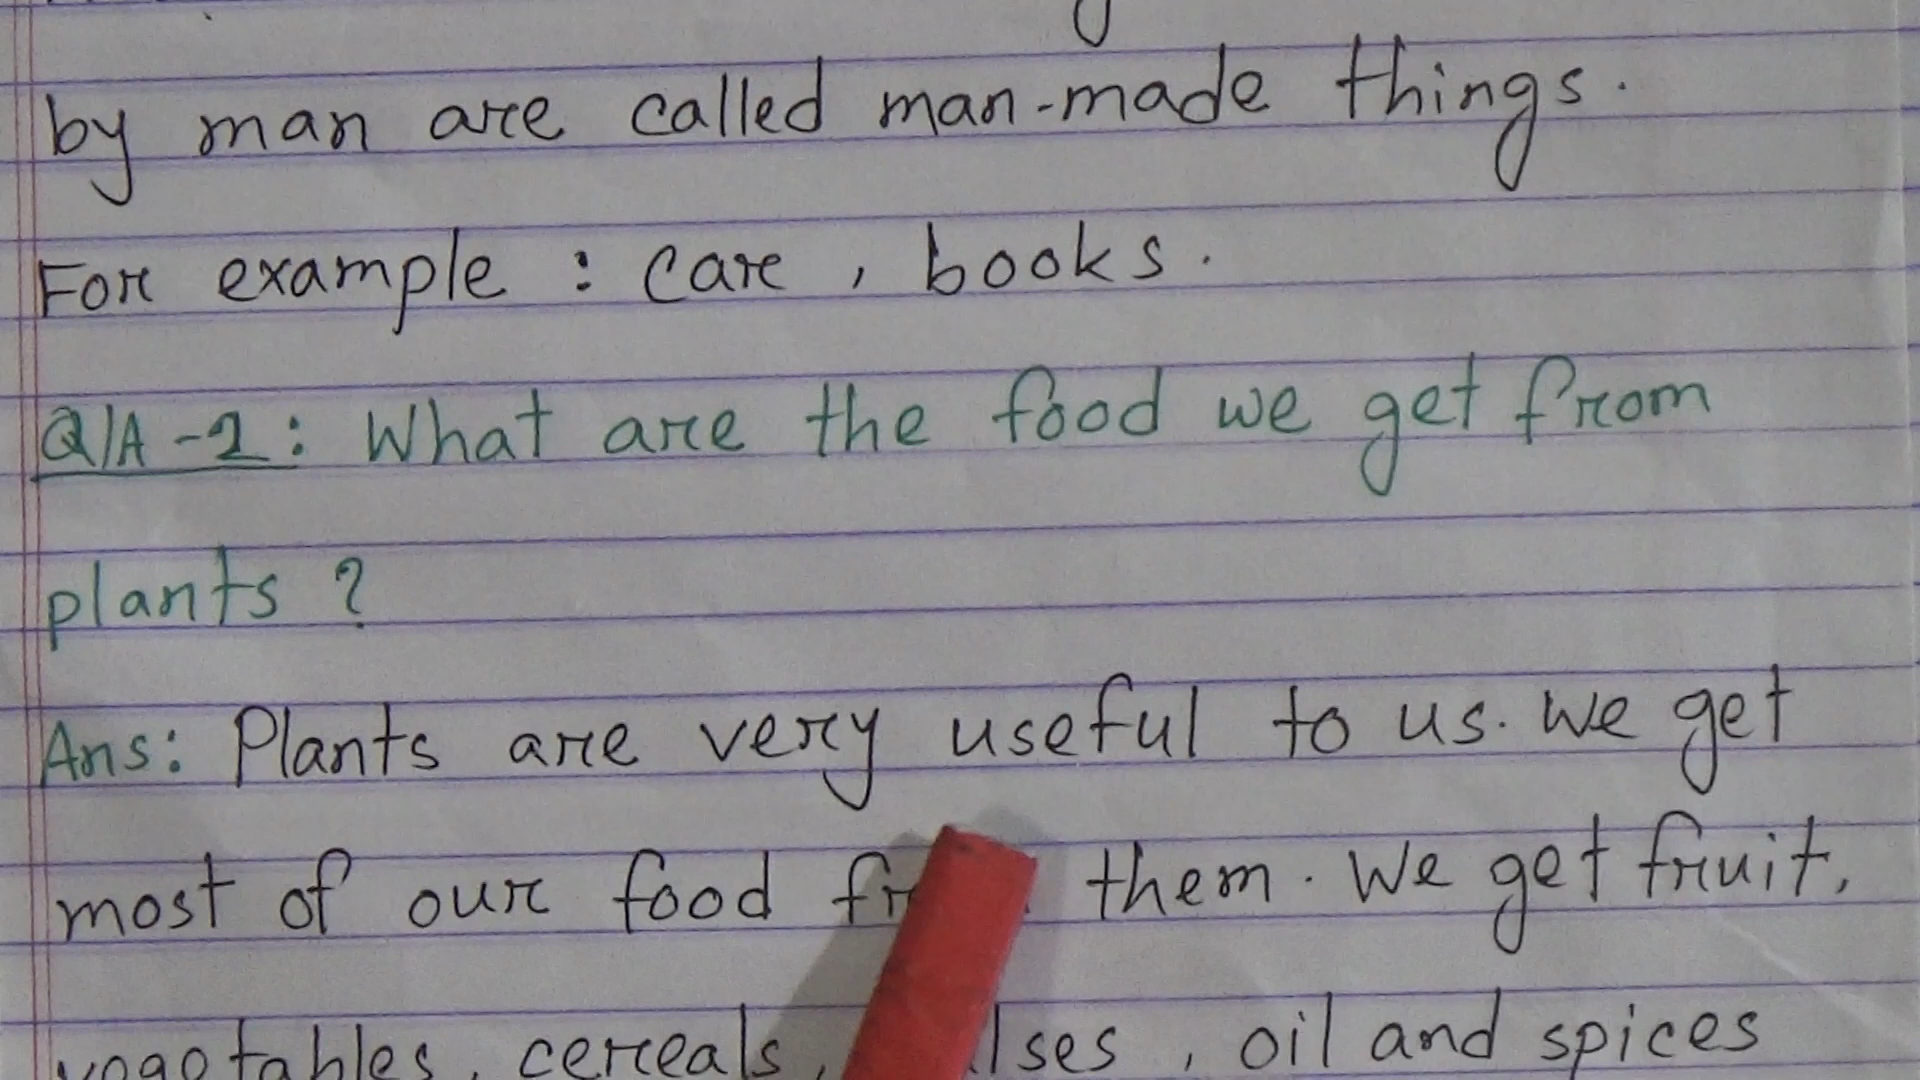 by man are called man-made things.
For example : Car , books.
Q/A-2: What are the food we get from
plants ?
Ans: Plants are very useful to us. We get
most of our food them. We get fruit,
vegetables, cereals, oil and spices